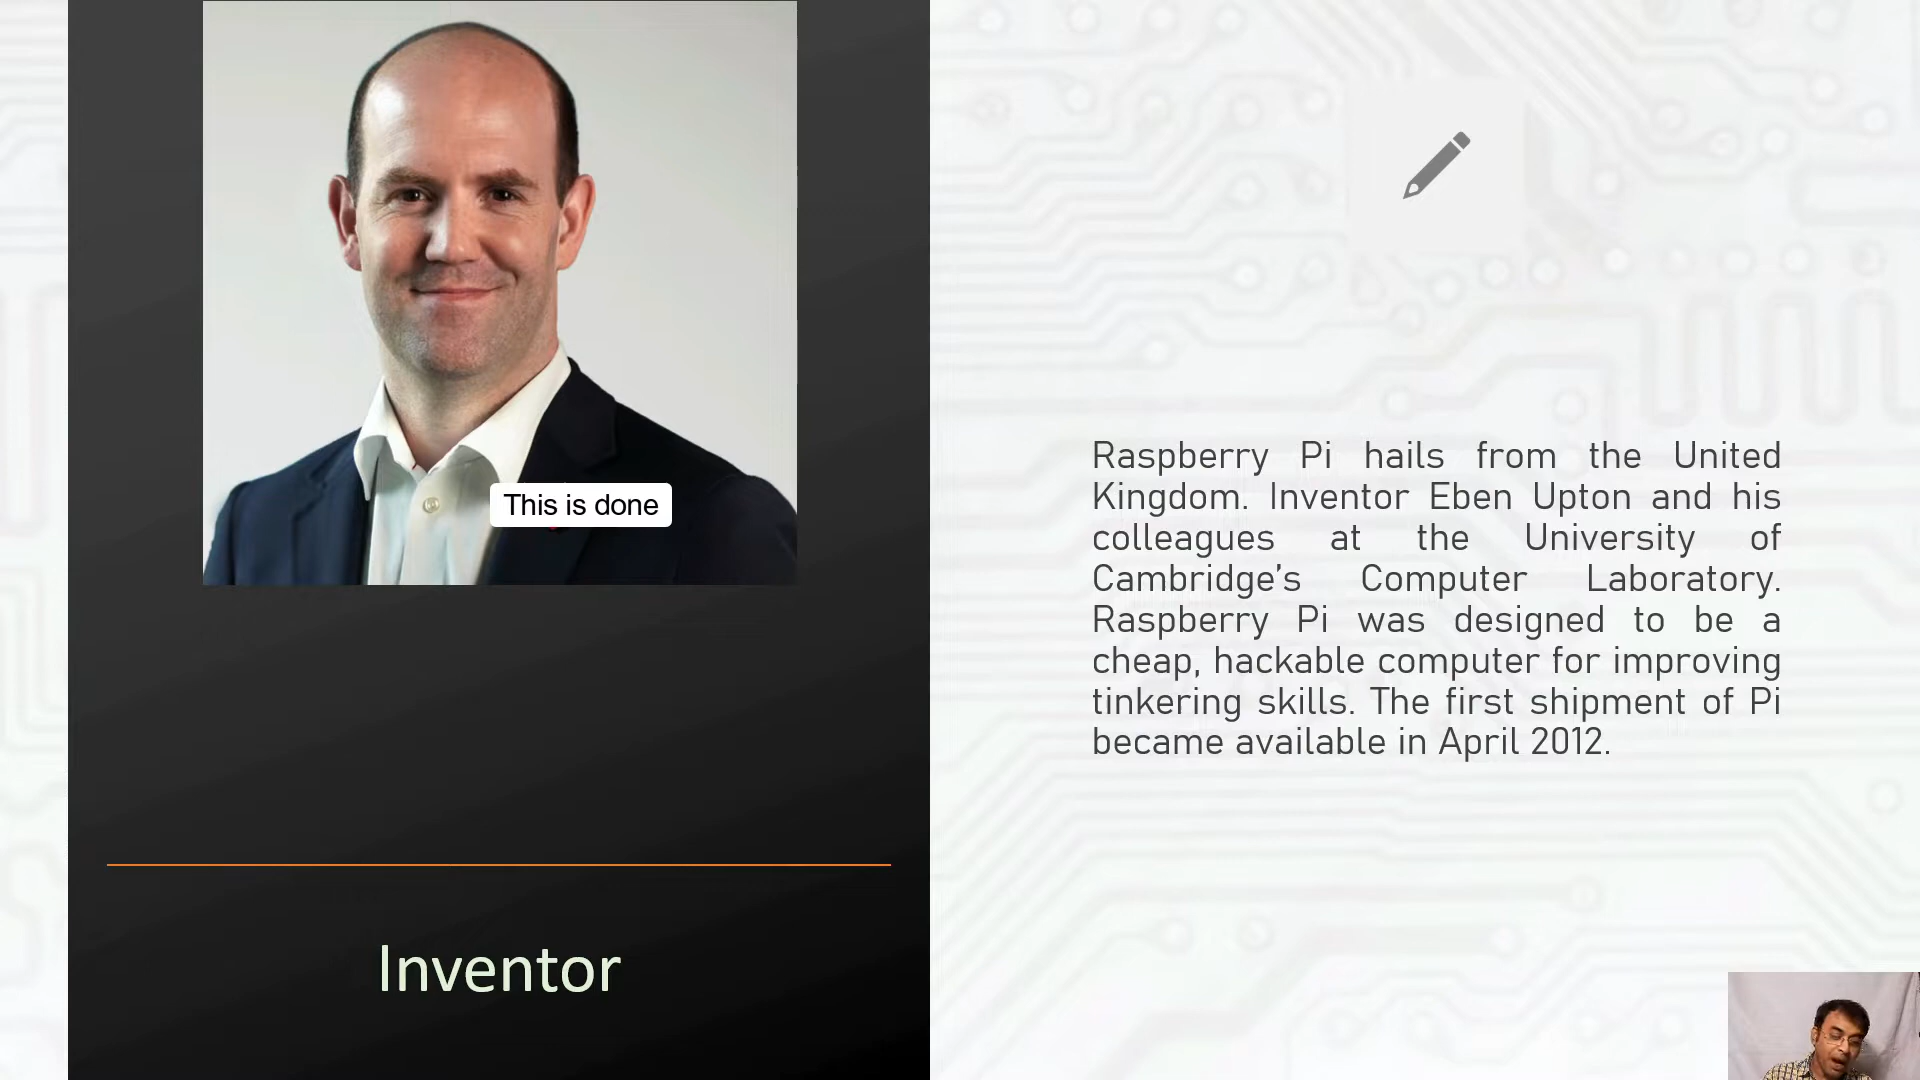 This is done
Inventor
Raspberry Pi hails from the United
Kingdom. Inventor Eben Upton and his
colleagues at the University of
Cambridge’s Computer Laboratory.
Raspberry Pi was designed to be a
cheap, hackable computer for improving
tinkering skills. The first shipment of Pi
became available in April 2012.